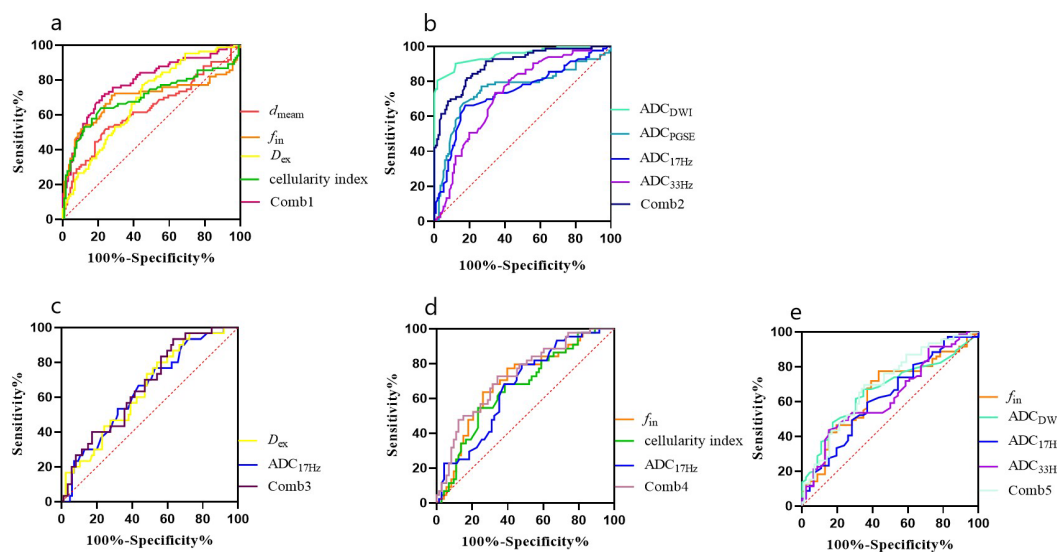 a
100
80
60
40
20
0
Sensitivity%
0 20 40 60 80 100
100%-Specificity%
dmeam
fin
Dex
cellularity index
Comb1
b
100
80
60
40
20
0
Sensitivity%
0 20 40 60 80 100
100%-Specificity%
ADCDWI
ADCPGSE
ADC17Hz
ADC33Hz
Comb2
c
100
80
60
40
20
0
Sensitivity%
0 20 40 60 80 100
100%-Specificity%
Dex
ADC17Hz
Comb3
d
100
80
60
40
20
0
Sensitivity%
0 20 40 60 80 100
100%-Specificity%
fin
cellularity index
ADC17Hz
Comb4
e
100
80
60
40
20
0
Sensitivity%
0 20 40 60 80 100
100%-Specificity%
fin
ADCDW
ADC17H
ADC33H
Comb5